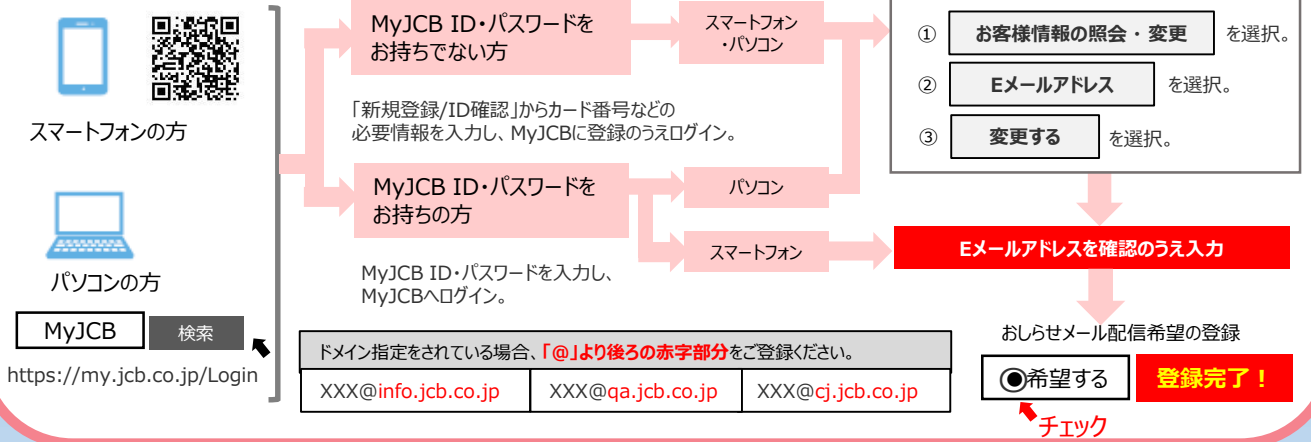 スマートフォンの方
パソコンの方
MyJCB 検索
https://my.jcb.co.jp/Login
MyJCB ID・パスワードを
お持ちでない方
スマートフォン
・パソコン
「新規登録/ID確認」からカード番号などの
必要情報を入力し、MyJCBに登録のうえログイン。
MyJCB ID・パスワードを
お持ちの方
パソコン
スマートフォン
MyJCB ID・パスワードを入力し、
MyJCBへログイン。
① お客様情報の照会・変更 を選択。
② Eメールアドレス を選択。
③ 変更する を選択。
Eメールアドレスを確認のうえ入力
おしらせメール配信希望の登録
◉希望する 登録完了！
チェック
ドメイン指定をされている場合、「@」より後ろの赤字部分をご登録ください。
XXX@info.jcb.co.jp XXX@qa.jcb.co.jp XXX@cj.jcb.co.jp